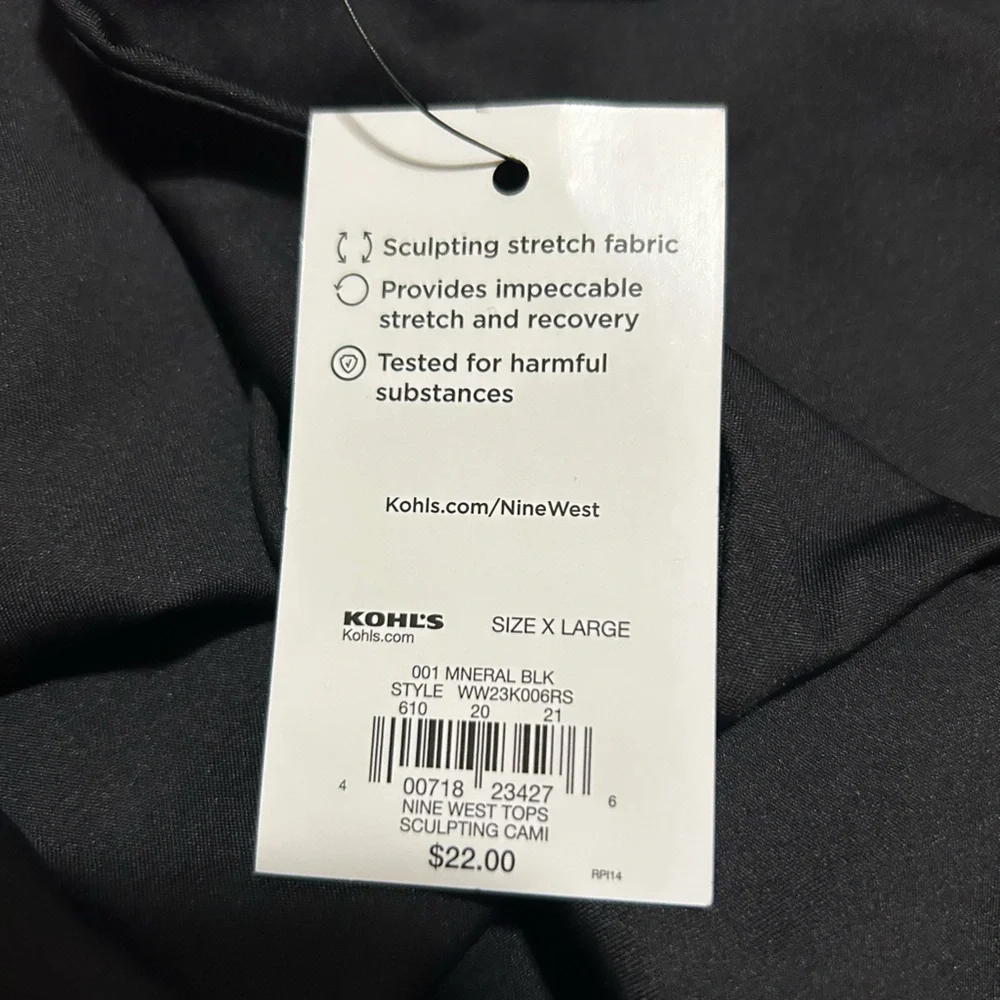 Sculpting stretch fabric
Provides impeccable
stretch and recovery
Tested for harmful
substances
Kohls.com/NineWest
KOHL'S SIZE X LARGE
Kohls.com
001 MNERAL BLK
STYLE WW23K006RS
610 20 21
4 00718 23427 6
NINE WEST TOPS
SCULPTING CAMI
$22.00
RPI14